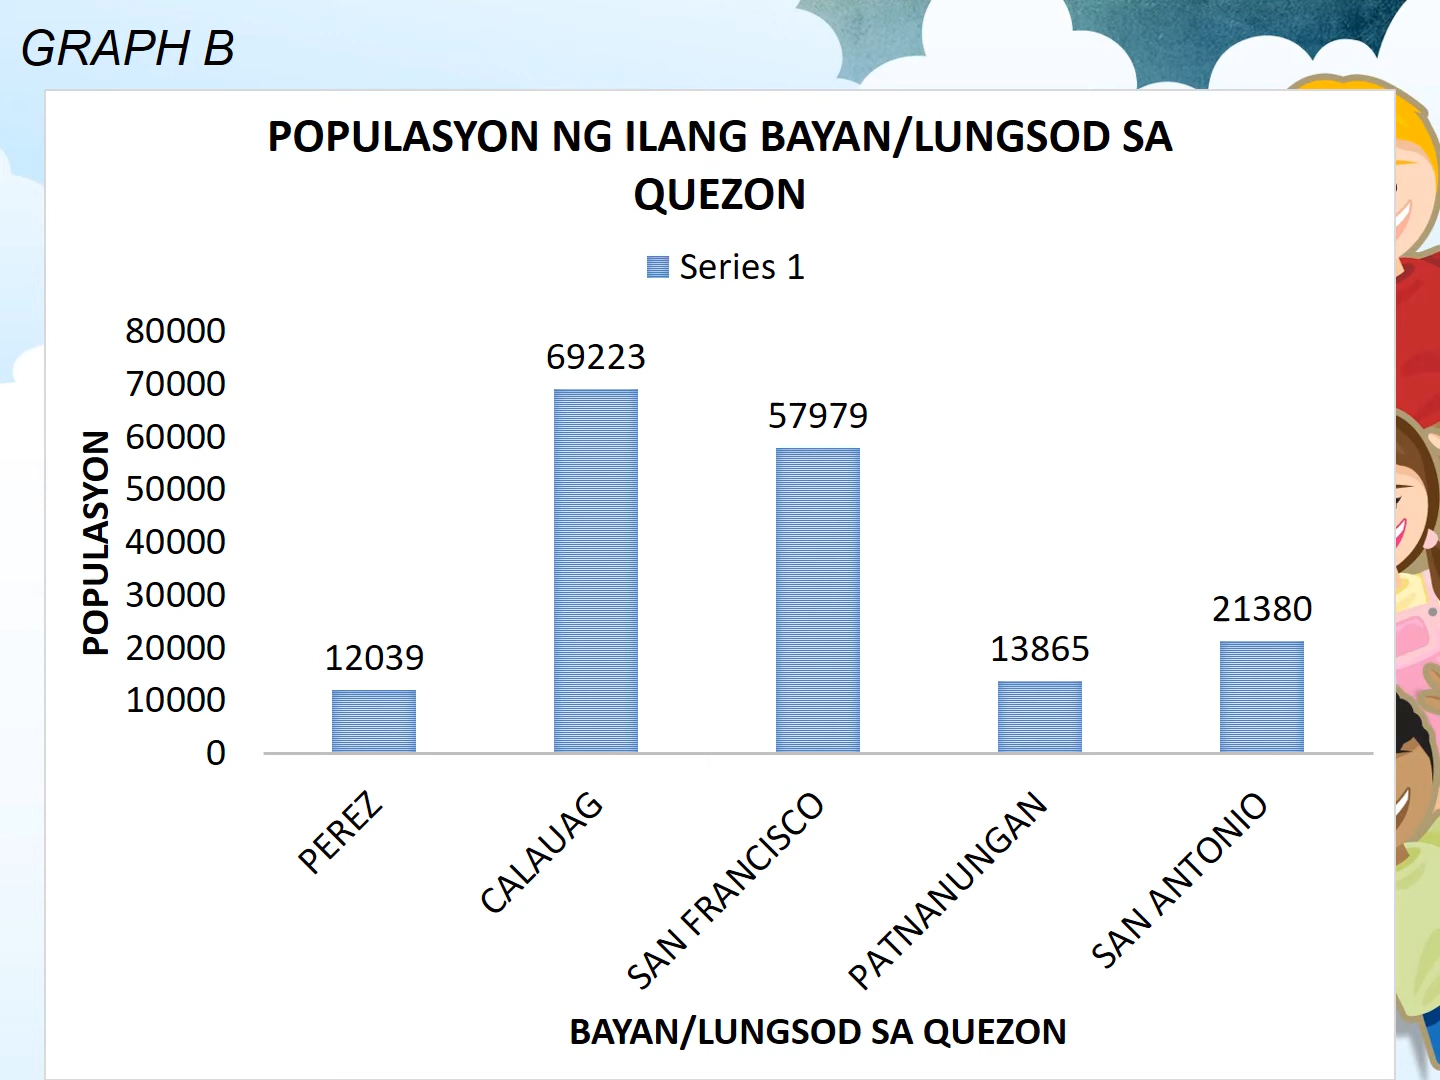 GRAPH B
POPULASYON NG ILANG BAYAN/LUNGSOD SA
QUEZON
Series 1
POPULASYON
80000
70000
60000
50000
40000
30000
20000
10000
0
12039
69223
57979
13865
21380
PEREZ
CALAUAG
SAN FRANCISCO
PATNANUNGAN
SAN ANTONIO
BAYAN/LUNGSOD SA QUEZON